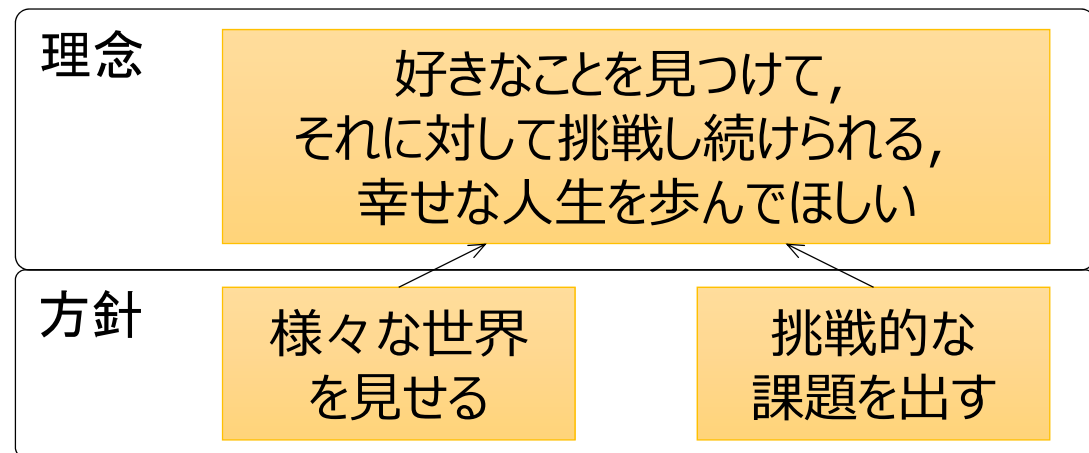 理念
好きなことを見つけて,
それに対して挑戦し続けられる,
幸せな人生を歩んでほしい
方針
様々な世界
を見せる
挑戦的な
課題を出す